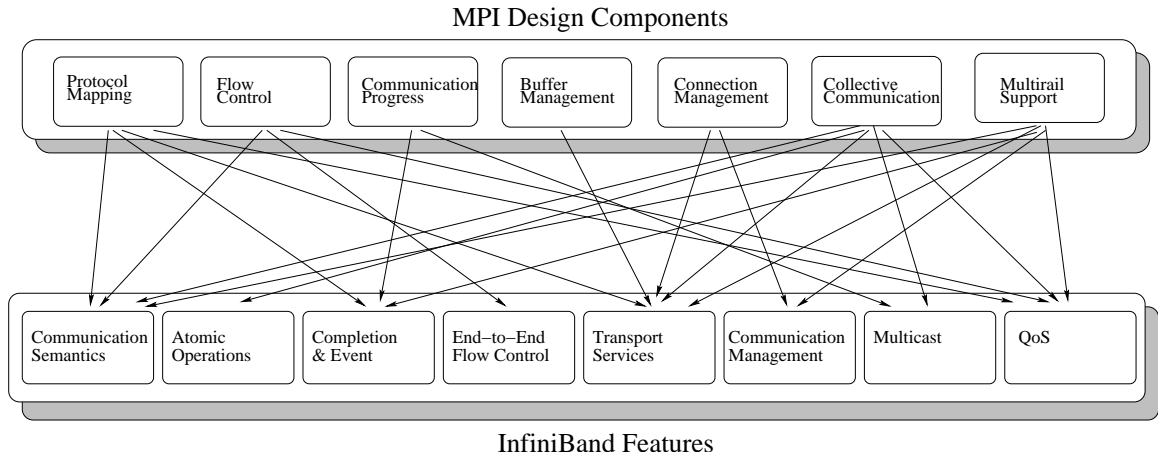 MPI Design Components
Protocol
Mapping
Flow
Control
Communication
Progress
Buffer
Management
Connection
Management
Collective
Communication
Multirail
Support
Communication
Semantics
Atomic
Operations
Completion
& Event
End−to−End
Flow Control
Transport
Services
Communication
Management
Multicast
QoS
InfiniBand Features